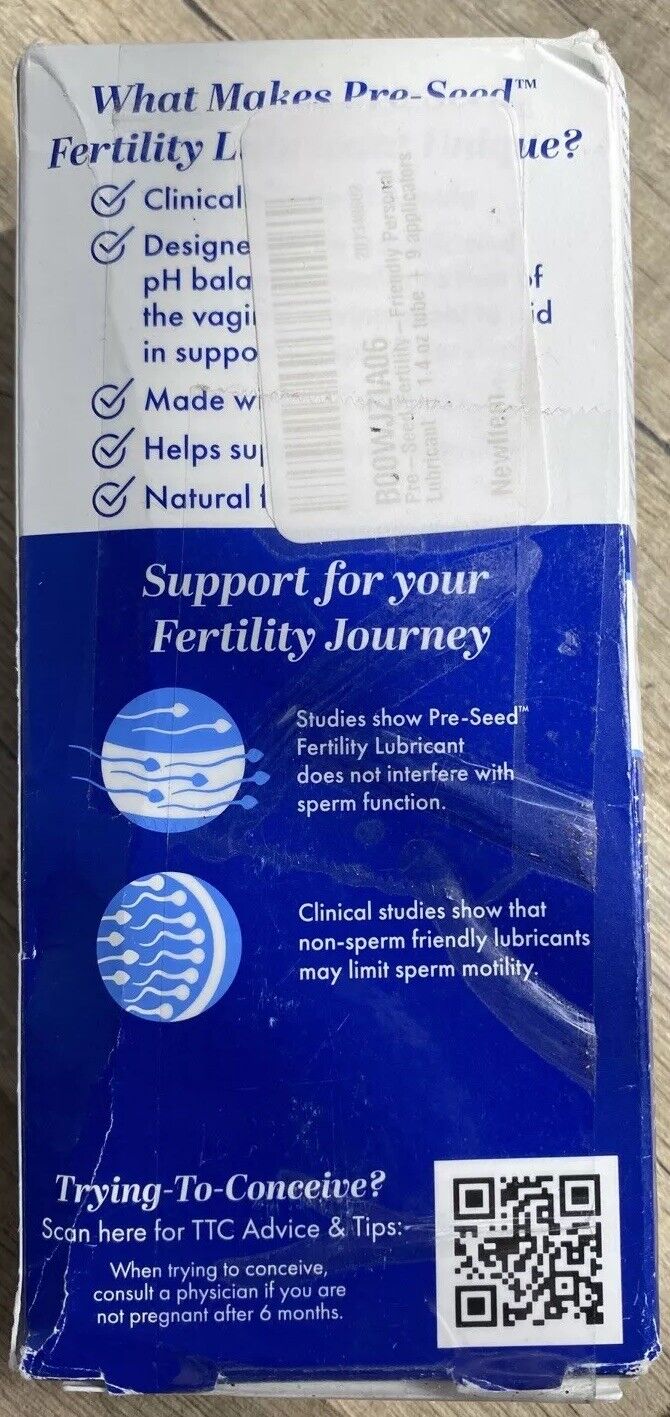 What Makes Pre-Seed™
Fertility L ue?
Clinical
Designe
pH bala of
the vagi id
in suppo
Made w
Helps su
Natural
Pre-Seed Fertility-Friendly Personal
Lubricant 1.4 oz tube + 9 applicators
Support for your
Fertility Journey
Studies show Pre-Seed™
Fertility Lubricant
does not interfere with
sperm function.
Clinical studies show that
non-sperm friendly lubricants
may limit sperm motility.
Trying-To-Conceive?
Scan here for TTC Advice & Tips:-
When trying to conceive,
consult a physician if you are
not pregnant after 6 months.